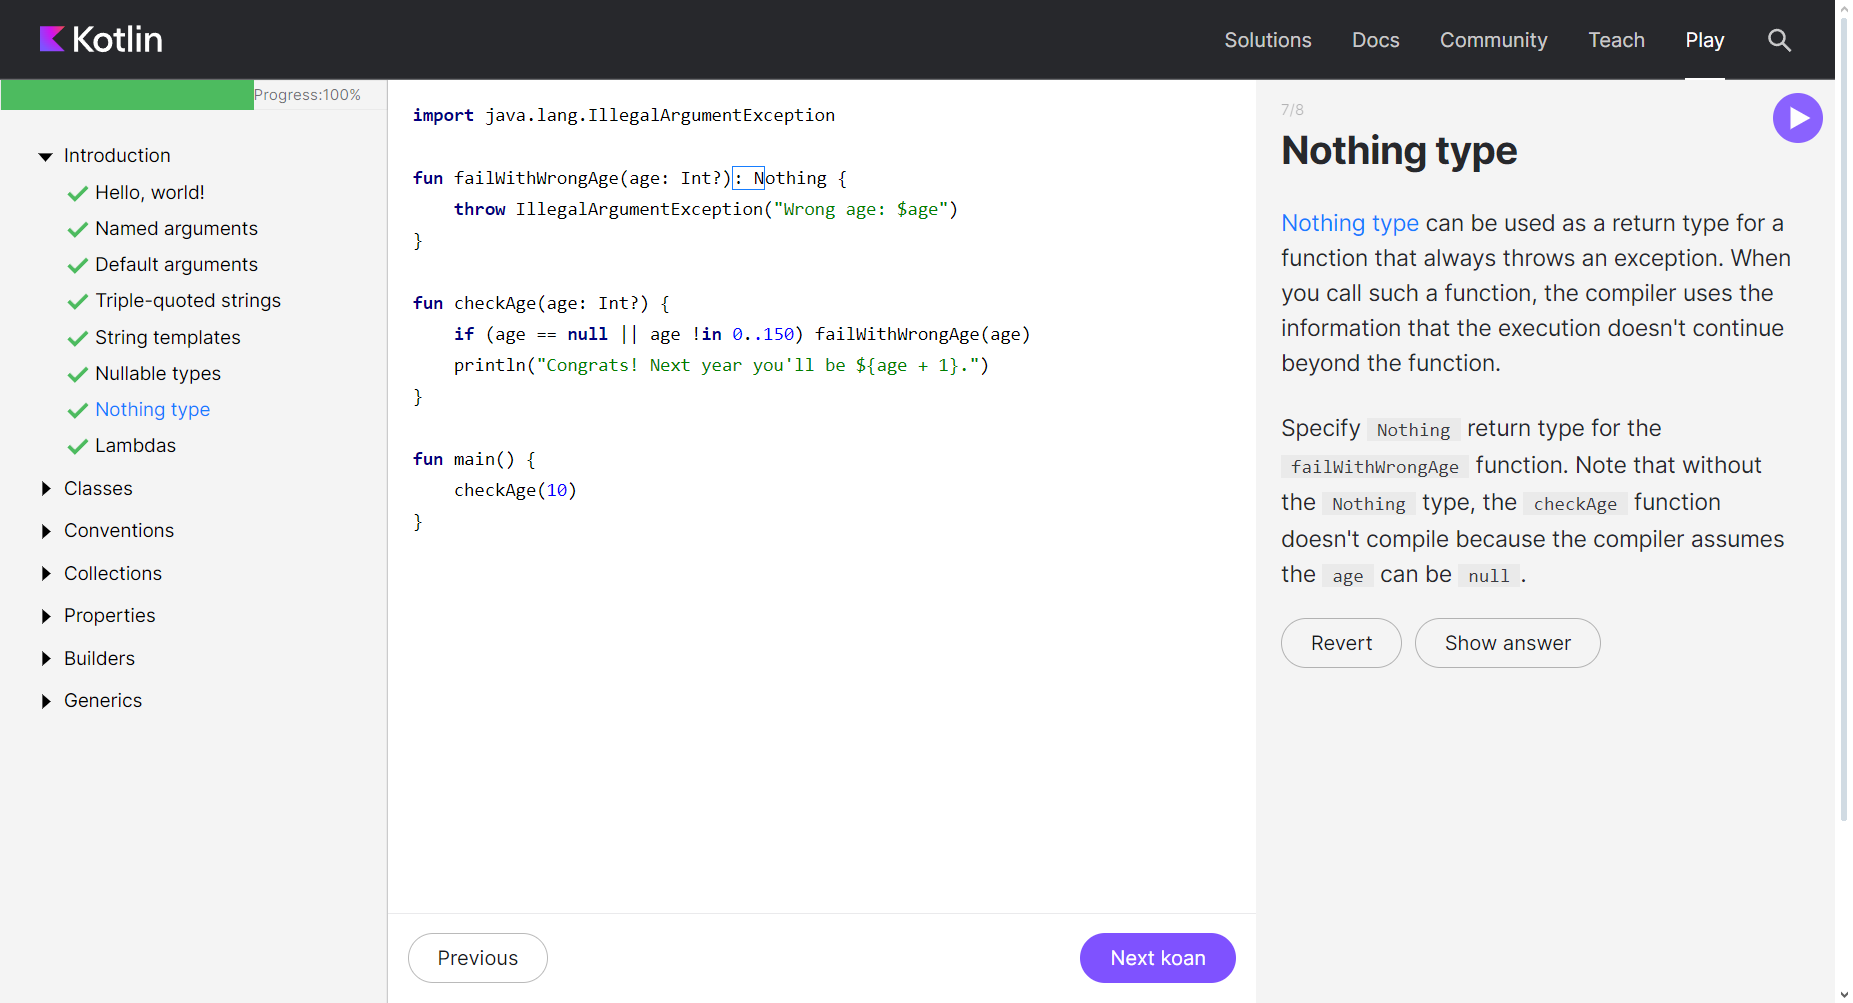 Kotlin
Solutions
Docs
Community
Teach
Play
Progress:100%
Introduction
Hello, world!
Named arguments
Default arguments
Triple-quoted strings
String templates
Nullable types
Nothing type
Lambdas
Classes
Conventions
Collections
Properties
Builders
Generics
import java.lang.IllegalArgumentException
fun failWithWrongAge(age: Int?): Nothing {
    throw IllegalArgumentException("Wrong age: $age")
}
fun checkAge(age: Int?) {
    if (age == null || age !in 0..150) failWithWrongAge(age)
    println("Congrats! Next year you'll be ${age + 1}.")
}
fun main() {
    checkAge(10)
}
Previous
Next koan
7/8
Nothing type
Nothing type can be used as a return type for a
function that always throws an exception. When
you call such a function, the compiler uses the
information that the execution doesn't continue
beyond the function.
Specify Nothing return type for the
failWithWrongAge function. Note that without
the Nothing type, the checkAge function
doesn't compile because the compiler assumes
the age can be null.
Revert
Show answer